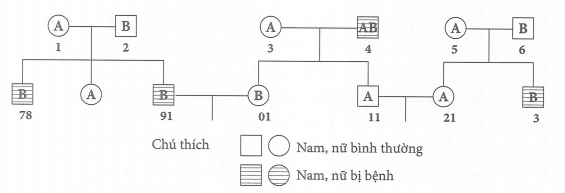 A B A AB A B
1 2 3 4 5 6
B A B B A A B
78 91 01 11 21 3
Chú thích
Nam, nữ bình thường
Nam, nữ bị bệnh